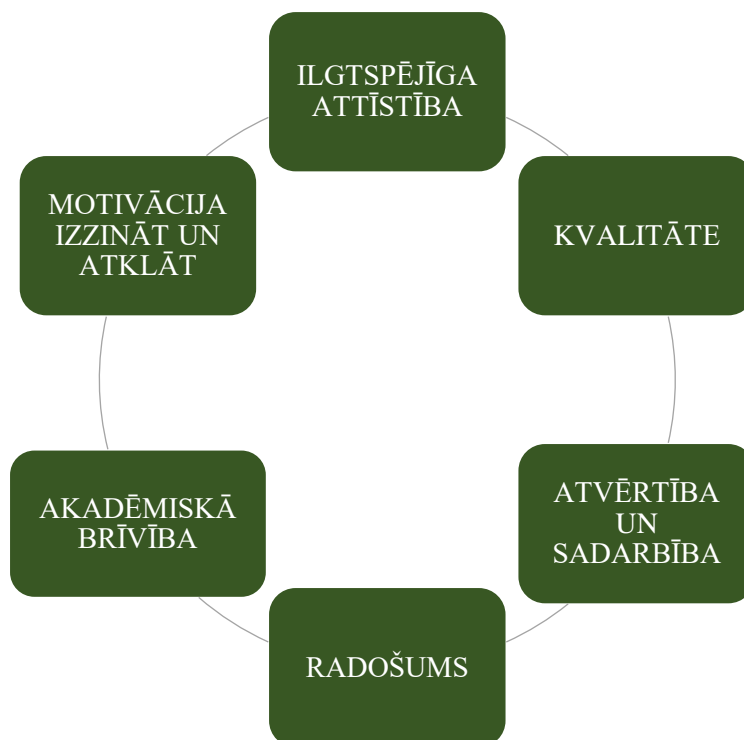 ILGTSPĒJĪGA
ATTĪSTĪBA
KVALITĀTE
ATVĒRTĪBA
UN
SADARBĪBA
RADOŠUMS
AKADĒMISKĀ
BRĪVĪBA
MOTIVĀCIJA
IZZINĀT UN
ATKLĀT